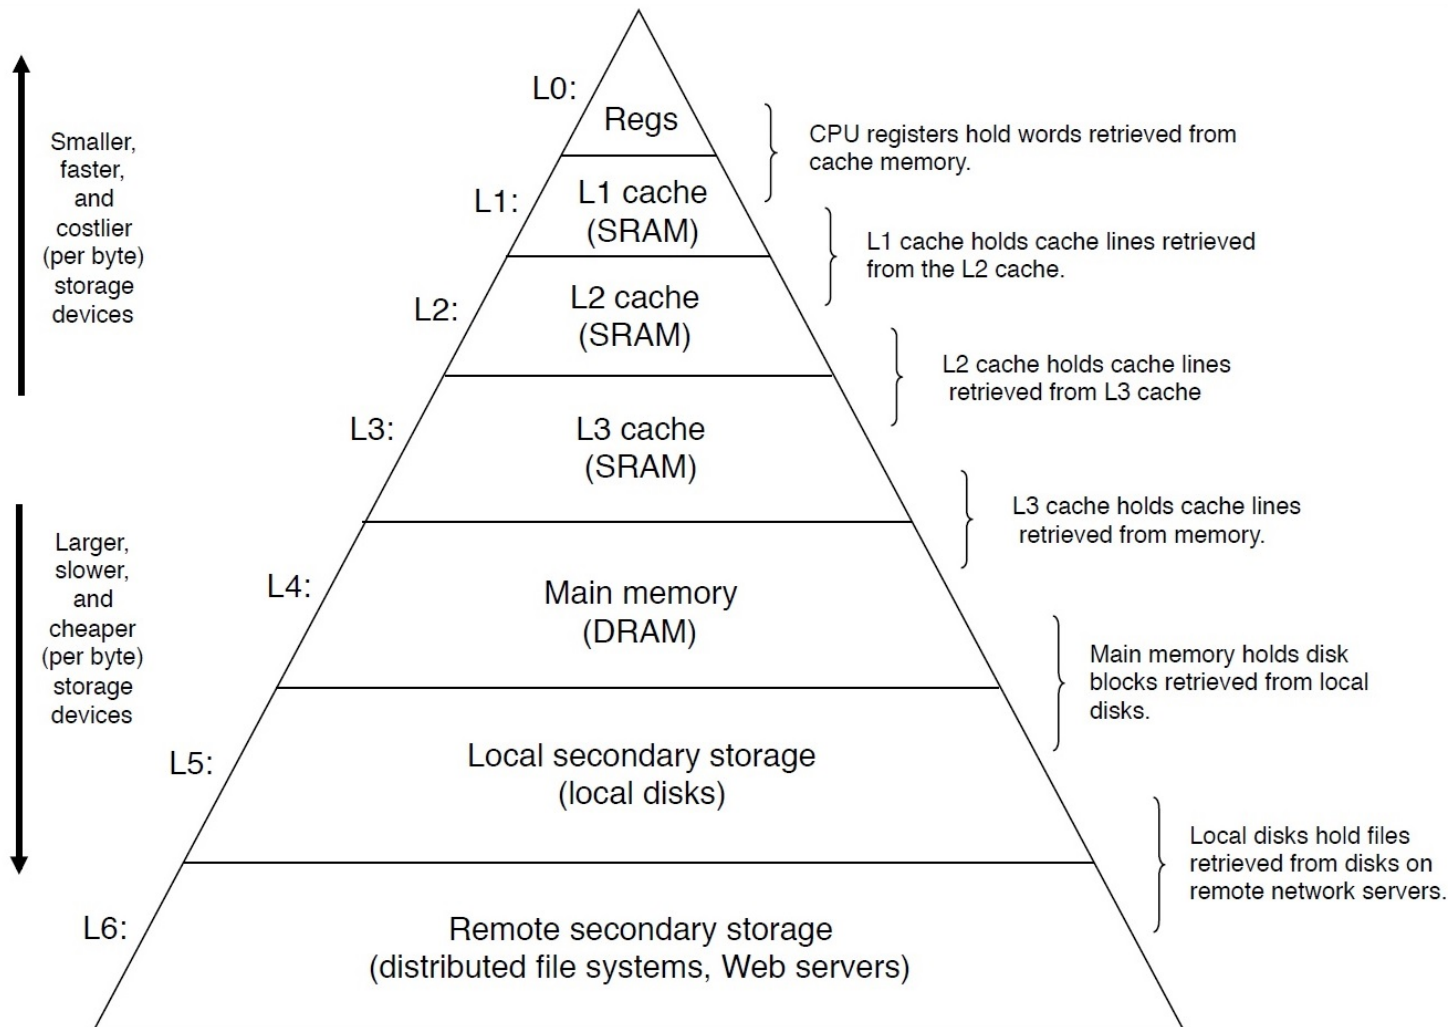 L0:
Regs
CPU registers hold words retrieved from
cache memory.
Smaller,
faster,
and
costlier
(per byte)
storage
devices
L1:
L1 cache
(SRAM)
L1 cache holds cache lines retrieved
from the L2 cache.
L2:
L2 cache
(SRAM)
L2 cache holds cache lines
retrieved from L3 cache
L3:
L3 cache
(SRAM)
L3 cache holds cache lines
retrieved from memory.
Larger,
slower,
and
cheaper
(per byte)
storage
devices
L4:
Main memory
(DRAM)
Main memory holds disk
blocks retrieved from local
disks.
L5:
Local secondary storage
(local disks)
Local disks hold files
retrieved from disks on
remote network servers.
L6:
Remote secondary storage
(distributed file systems, Web servers)